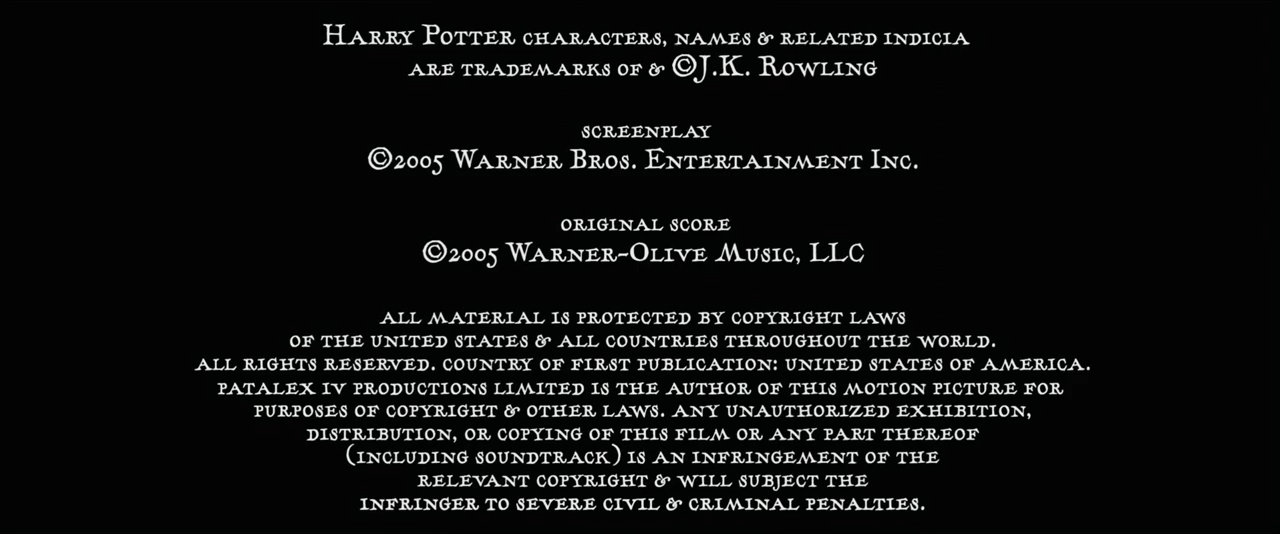 Harry Potter characters, names & related indicia
are trademarks of & ©J.K. Rowling
screenplay
©2005 Warner Bros. Entertainment Inc.
original score
©2005 Warner-Olive Music, LLC
all material is protected by copyright laws
of the united states & all countries throughout the world.
all rights reserved. country of first publication: united states of america.
patalex iv productions limited is the author of this motion picture for
purposes of copyright & other laws. any unauthorized exhibition,
distribution, or copying of this film or any part thereof
(including soundtrack) is an infringement of the
relevant copyright & will subject the
infringer to severe civil & criminal penalties.